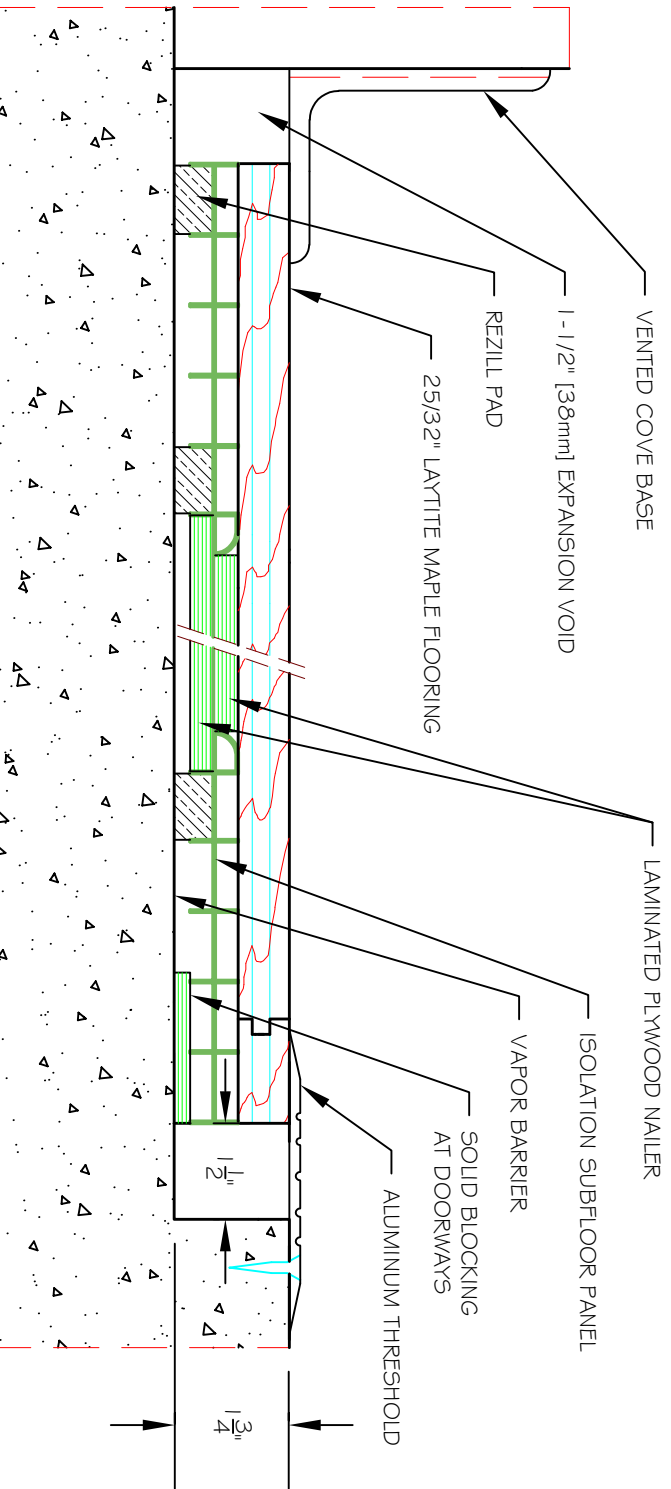 VENTED COVE BASE
1-1/2" [38mm] EXPANSION VOID
REZILL PAD
25/32" LAYTITE MAPLE FLOORING
LAMINATED PLYWOOD NAILER
ISOLATION SUBFLOOR PANEL
VAPOR BARRIER
SOLID BLOCKING
AT DOORWAYS
ALUMINUM THRESHOLD
1 1/2"
1 3/4"